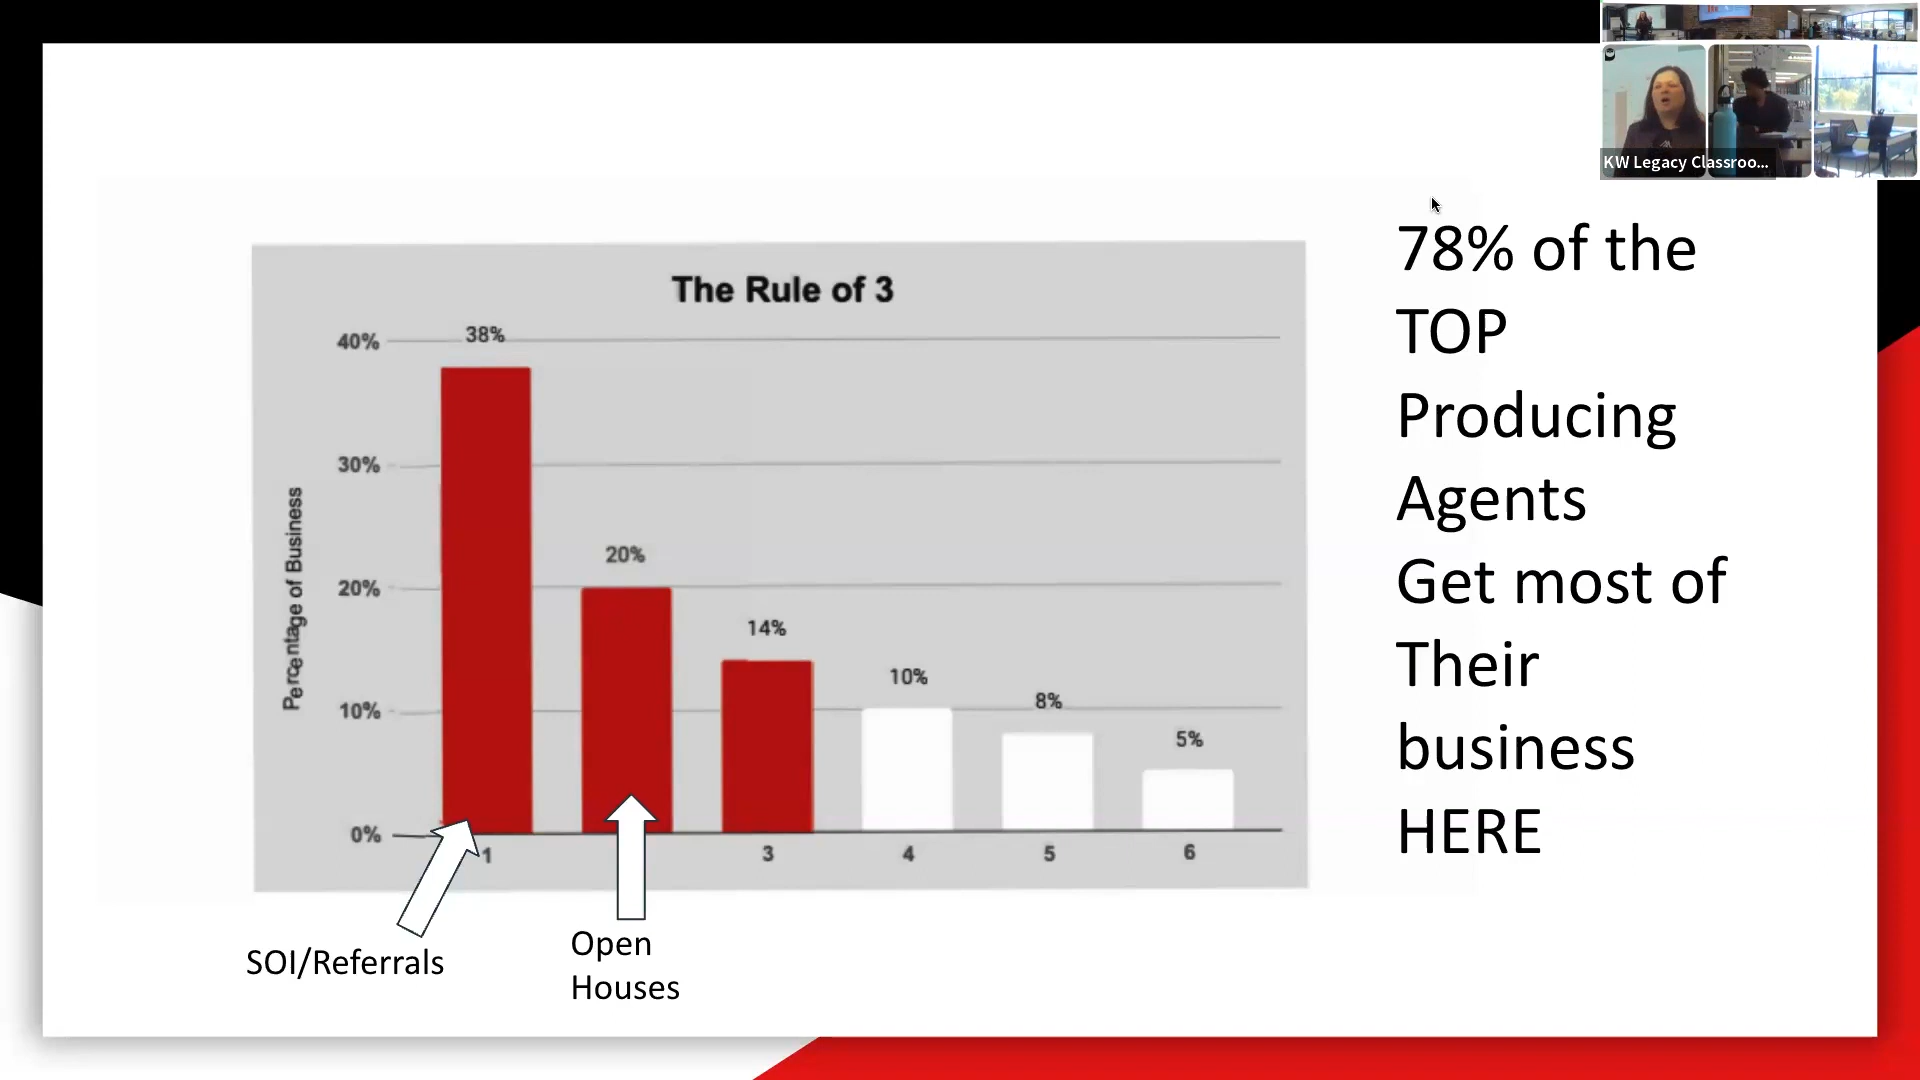 KW Legacy Classroo...
78% of the
TOP
Producing
Agents
Get most of
Their
business
HERE
The Rule of 3
Percentage of Business
40%
30%
20%
10%
0%
38%
20%
14%
10%
8%
5%
1
3
4
5
6
SOI/Referrals
Open
Houses